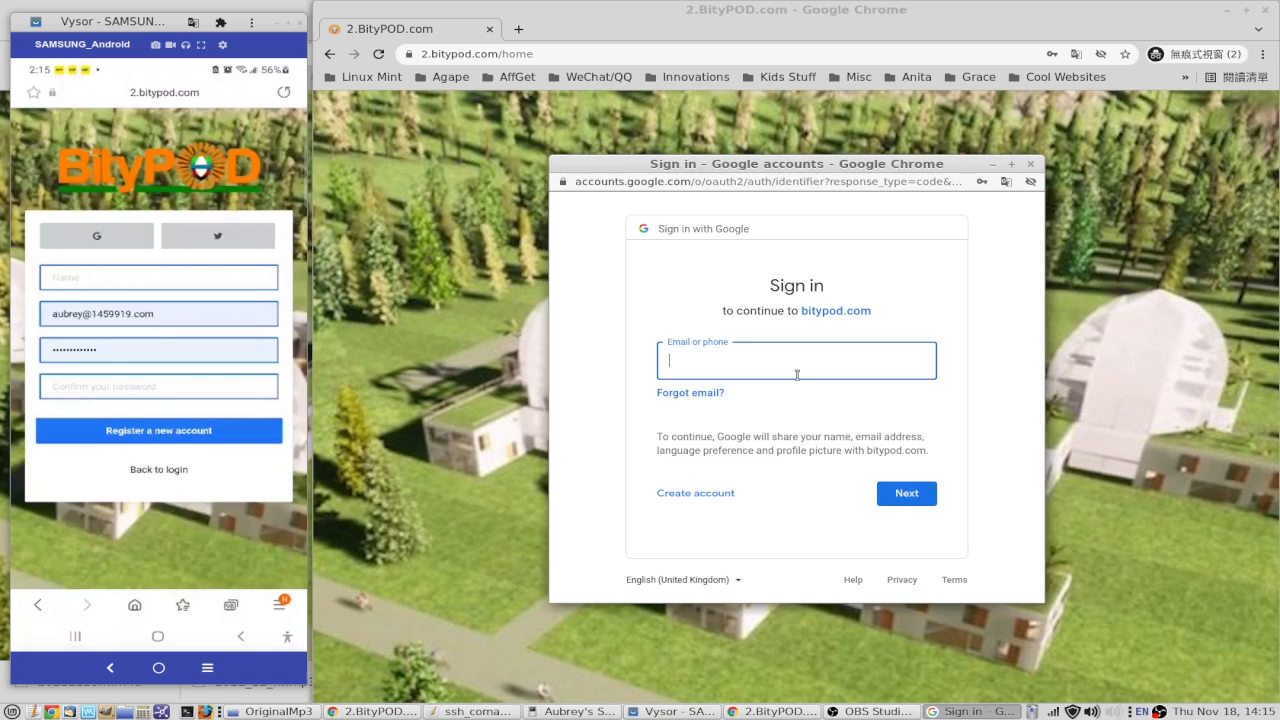 Vysor - SAMSUN...
SAMSUNG_Android
2:15
56%
2.bitypod.com
BityPOD
G
Name
aubrey@1459919.com
•••••••••••••
Confirm your password
Register a new account
Back to login
N
2.BityPOD.com - Google Chrome
2.BityPOD.com
2.bitypod.com/home
無痕式視窗 (2)
Linux Mint
Agape
AffGet
WeChat/QQ
Innovations
Kids Stuff
Misc
Anita
Grace
Cool Websites
»
閱讀清單
Sign in - Google accounts - Google Chrome
accounts.google.com/o/oauth2/auth/identifier?response_type=code&...
Sign in with Google
Sign in
to continue to bitypod.com
Email or phone
Forgot email?
To continue, Google will share your name, email address,
language preference and profile picture with bitypod.com.
Create account
Next
English (United Kingdom)
Help
Privacy
Terms
OriginalMp3
2.BityPOD....
ssh_coma...
Aubrey's S...
Vysor - SA...
2.BityPOD....
OBS Studi...
Sign in - G...
EN
Thu Nov 18, 14:15